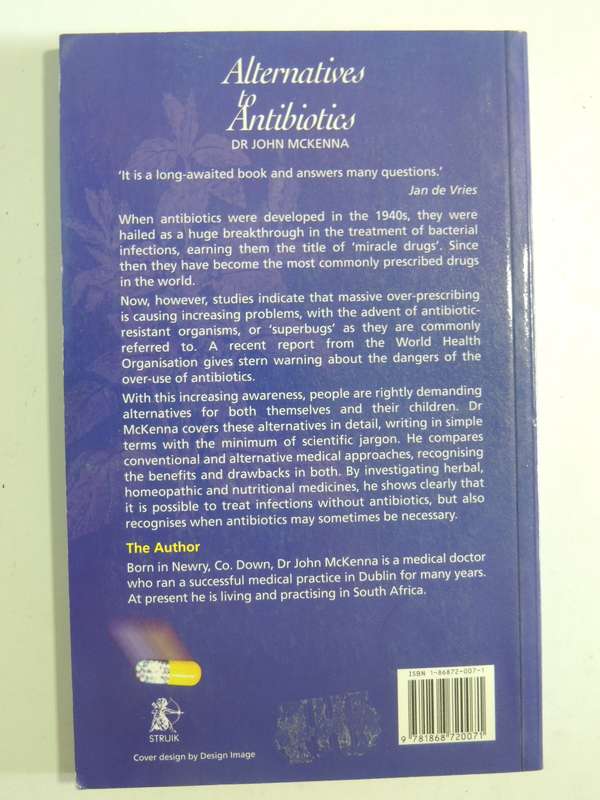 Alternatives
to
Antibiotics
DR JOHN MCKENNA
‘It is a long-awaited book and answers many questions.’
Jan de Vries
When antibiotics were developed in the 1940s, they were
hailed as a huge breakthrough in the treatment of bacterial
infections, earning them the title of ‘miracle drugs’. Since
then they have become the most commonly prescribed drugs
in the world.
Now, however, studies indicate that massive over-prescribing
is causing increasing problems, with the advent of antibiotic-
resistant organisms, or ‘superbugs’ as they are commonly
referred to. A recent report from the World Health
Organisation gives stern warning about the dangers of the
over-use of antibiotics.
With this increasing awareness, people are rightly demanding
alternatives for both themselves and their children. Dr
McKenna covers these alternatives in detail, writing in simple
terms with the minimum of scientific jargon. He compares
conventional and alternative medical approaches, recognising
the benefits and drawbacks in both. By investigating herbal,
homeopathic and nutritional medicines, he shows clearly that
it is possible to treat infections without antibiotics, but also
recognises when antibiotics may sometimes be necessary.
The Author
Born in Newry, Co. Down, Dr John McKenna is a medical doctor
who ran a successful medical practice in Dublin for many years.
At present he is living and practising in South Africa.
ISBN 1-86872-007-1
9 781868 720071
STRUIK
Cover design by Design Image